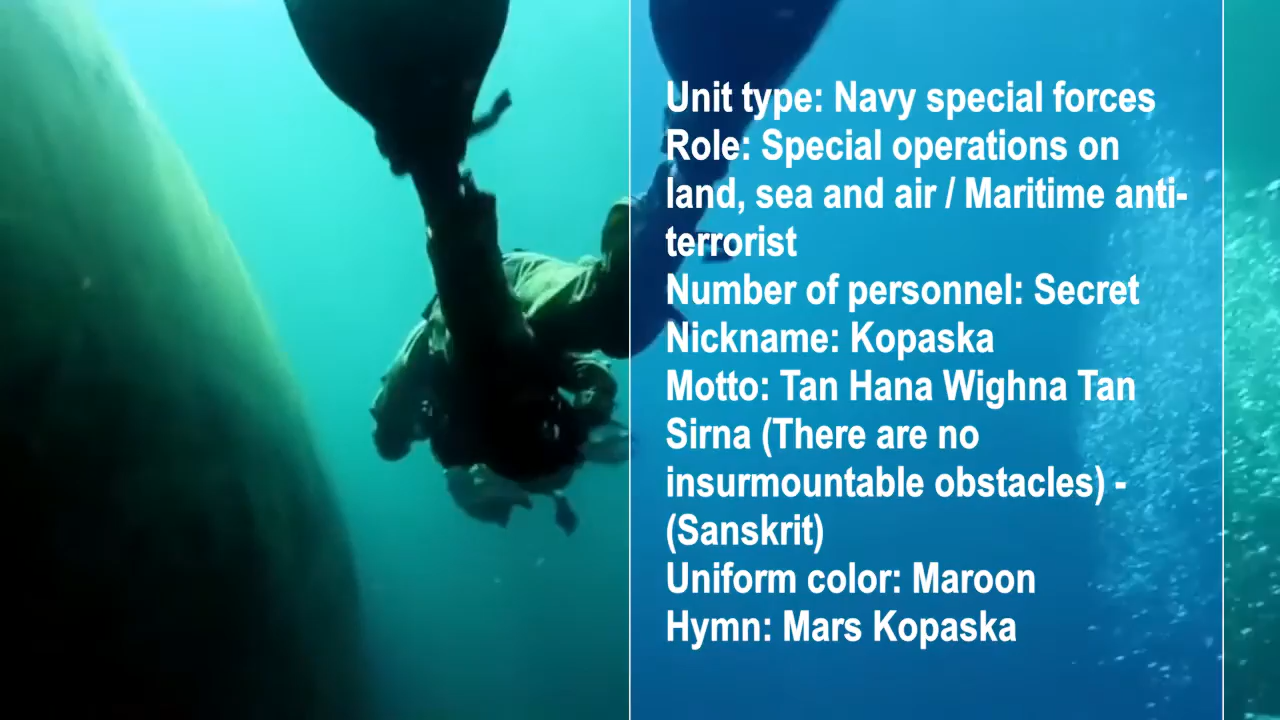 Unit type: Navy special forces
Role: Special operations on
land, sea and air / Maritime anti-
terrorist
Number of personnel: Secret
Nickname: Kopaska
Motto: Tan Hana Wighna Tan
Sirna (There are no
insurmountable obstacles) -
(Sanskrit)
Uniform color: Maroon
Hymn: Mars Kopaska